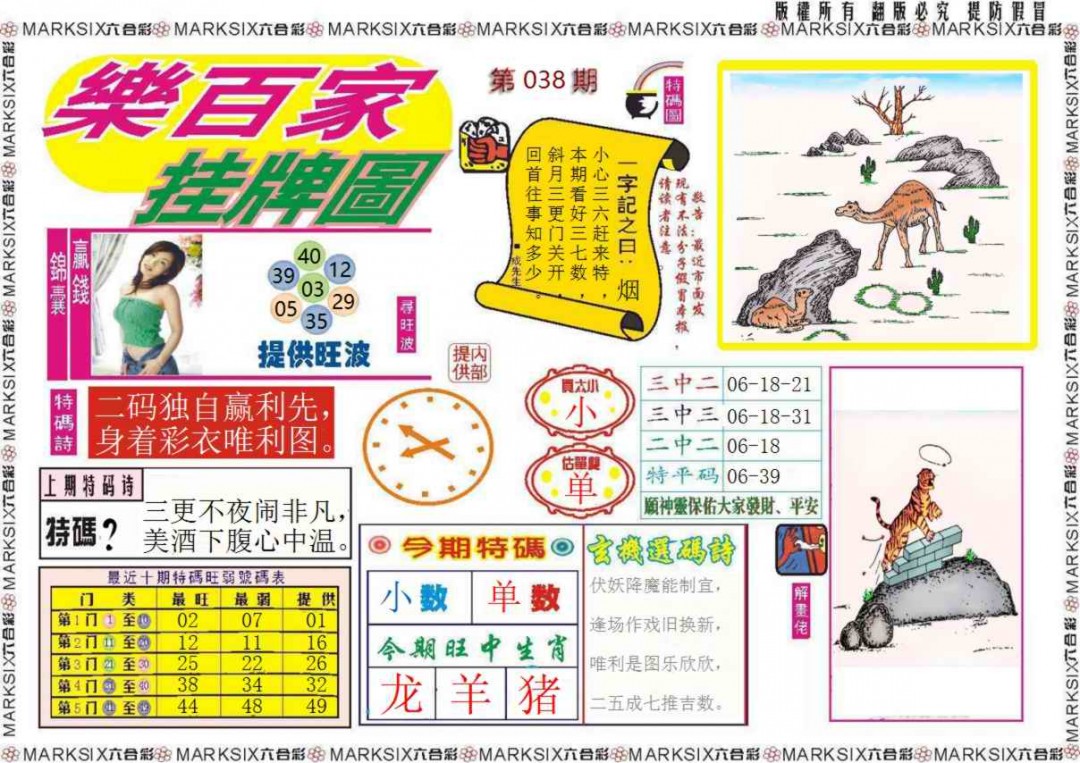 版權所有 翻版必究 提防假冒
MARKSIX六合彩 MARKSIX六合彩 MARKSIX六合彩 MARKSIX六合彩 MARKSIX六合彩 MARKSIX六合彩 MARKSIX六合彩
樂百家
挂牌圖
第 038 期
特碼圖
一字記之曰：烟
小心三六赶来特，
本期看好三七数，
斜月三更门关开，
回首往事知多少。
■成先生
敬告：最近市面发
现有不法分子假冒本报，
请读者注意。
贏錢
錦囊
40
39
12
03
05
29
35
提供旺波
尋旺波
内部
提供
特碼詩
二码独自赢利先，
身着彩衣唯利图。
買大小
小
估單雙
单
三中二 06-18-21
三中三 06-18-31
二中二 06-18
特平码 06-39
願神靈保佑大家發財、平安
上期特码诗
特碼？
三更不夜闹非凡，
美酒下腹心中温。
最近十期特碼旺弱號碼表
门 类 最旺 最弱 提供
第1门 1 至 10 02 07 01
第2门 11 至 20 12 11 16
第3门 21 至 30 25 22 26
第4门 31 至 40 38 34 32
第5门 41 至 49 44 48 49
今期特碼
小数 单数
今期旺中生肖
龙 羊 猪
玄機選碼詩
伏妖降魔能制宜，
逢场作戏旧换新，
唯利是图乐欣欣，
二五成七推吉数。
解畫佬
MARKSIX六合彩 MARKSIX六合彩 MARKSIX六合彩 MARKSIX六合彩 MARKSIX六合彩 MARKSIX六合彩 MARKSIX六合彩